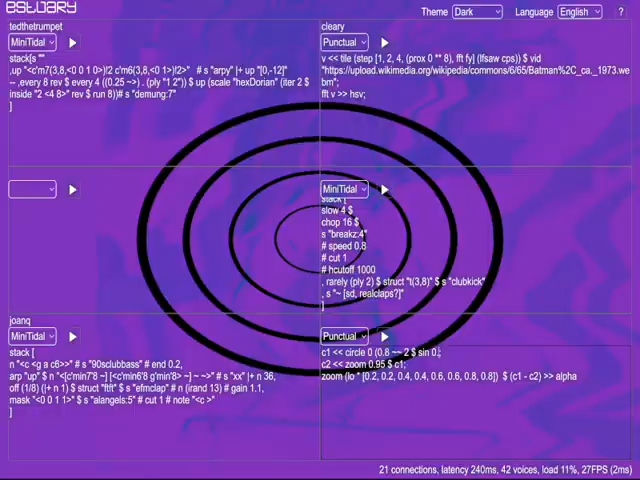 estuary
Theme Dark Language English ?
tedthetrumpet
MiniTidal
stack[s ""
,up "<c'm7(3,8,<0 0 1 0>)!2 c'm6(3,8,<0 1>)!2>" # s "arpy" |+ up "[0,-12]"
-- ,every 8 rev $ every 4 ((0.25 ~>) . (ply "1 2")) $ up (scale "hexDorian" (iter 2 $
inside "2 <4 8>" rev $ run 8))# s "demung:7"
]
cleary
Punctual
v << tile (step [1, 2, 4, (prox 0 ** 8), fft fy] (lfsaw cps)) $ vid
"https://upload.wikimedia.org/wikipedia/commons/6/65/Batman%2C_ca._1973.we
bm";
fft v >> hsv;
MiniTidal
stack [
slow 4 $
chop 16 $
s "breakz:4"
# speed 0.8
# cut 1
# hcutoff 1000
, rarely (ply 2) $ struct "t(3,8)" $ s "clubkick"
, s "~ [sd, realclaps?]"
]
joanq
MiniTidal
stack [
n "<c <g a c6>>" # s "90sclubbass" # end 0.2,
arp "up" $ n "<[c'min7'8 ~] [<c'min6'8 g'min'8> ~] ~ ~>" # s "xx" |+ n 36,
off (1/8) (|+ n 1) $ struct "ftft" $ s "efmclap" # n (irand 13) # gain 1.1,
mask "<0 0 1 1>" $ s "alangels:5" # cut 1 # note "<c >"
]
Punctual
c1 << circle 0 (0.8 ~~ 2 $ sin 0.;
c2 << zoom 0.95 $ c1;
zoom (lo * [0.2, 0.2, 0.4, 0.4, 0.6, 0.6, 0.8, 0.8]) $ (c1 - c2) >> alpha
21 connections, latency 240ms, 42 voices, load 11%, 27FPS (2ms)